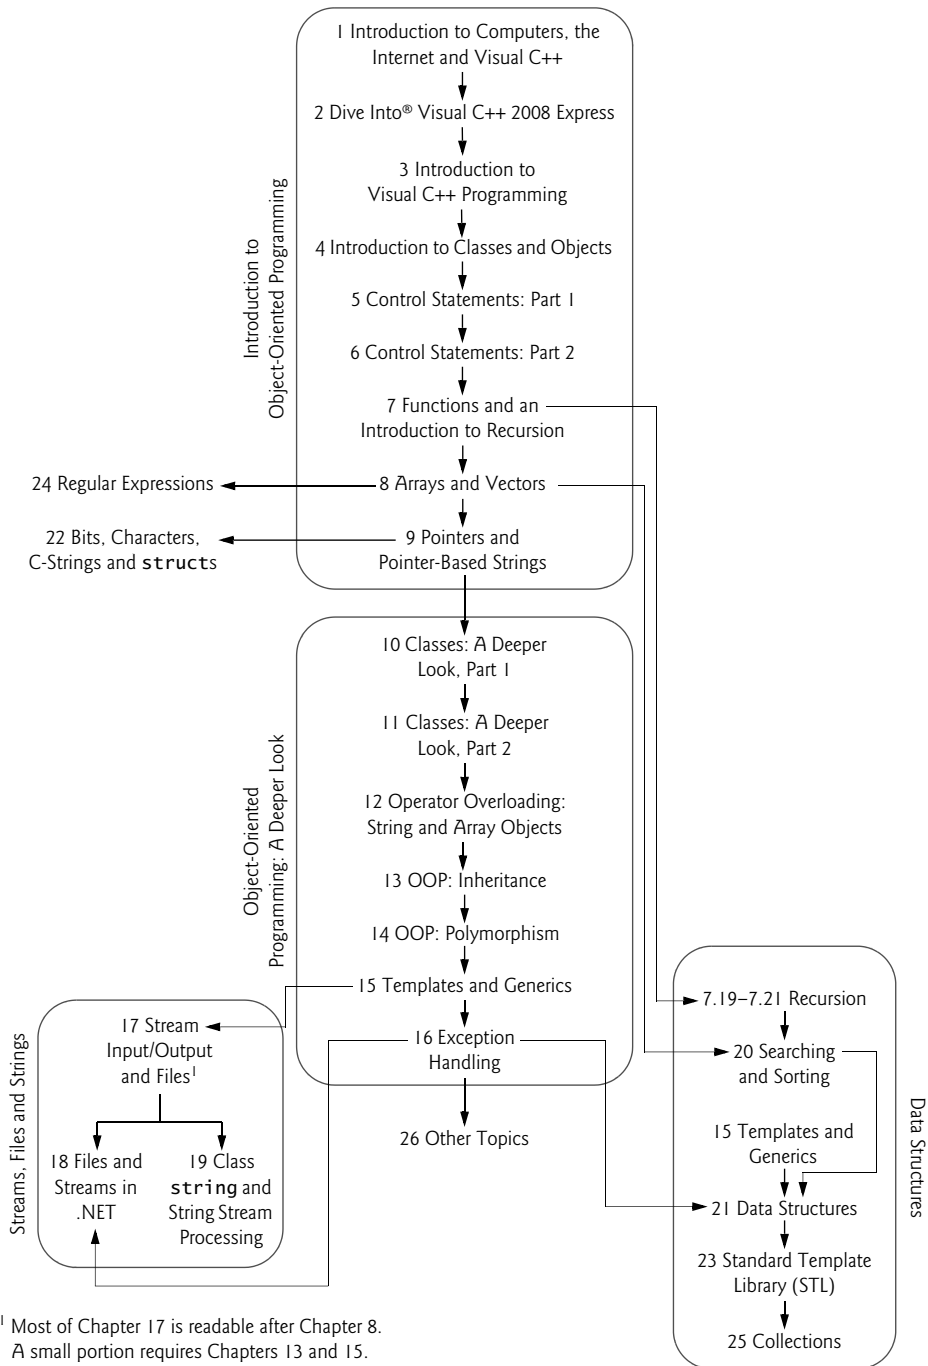 1 Introduction to Computers, the
Internet and Visual C++
2 Dive Into® Visual C++ 2008 Express
3 Introduction to
Visual C++ Programming
4 Introduction to Classes and Objects
5 Control Statements: Part 1
6 Control Statements: Part 2
7 Functions and an
Introduction to Recursion
8 Arrays and Vectors
9 Pointers and
Pointer-Based Strings
Introduction to
Object-Oriented Programming
24 Regular Expressions
22 Bits, Characters,
C-Strings and structs
10 Classes: A Deeper
Look, Part 1
11 Classes: A Deeper
Look, Part 2
12 Operator Overloading:
String and Array Objects
13 OOP: Inheritance
14 OOP: Polymorphism
15 Templates and Generics
16 Exception
Handling
Object-Oriented
Programming: A Deeper Look
26 Other Topics
17 Stream
Input/Output
and Files¹
18 Files and
Streams in
.NET
19 Class
string and
String Stream
Processing
Streams, Files and Strings
7.19–7.21 Recursion
20 Searching
and Sorting
15 Templates and
Generics
21 Data Structures
23 Standard Template
Library (STL)
25 Collections
Data Structures
¹ Most of Chapter 17 is readable after Chapter 8.
A small portion requires Chapters 13 and 15.